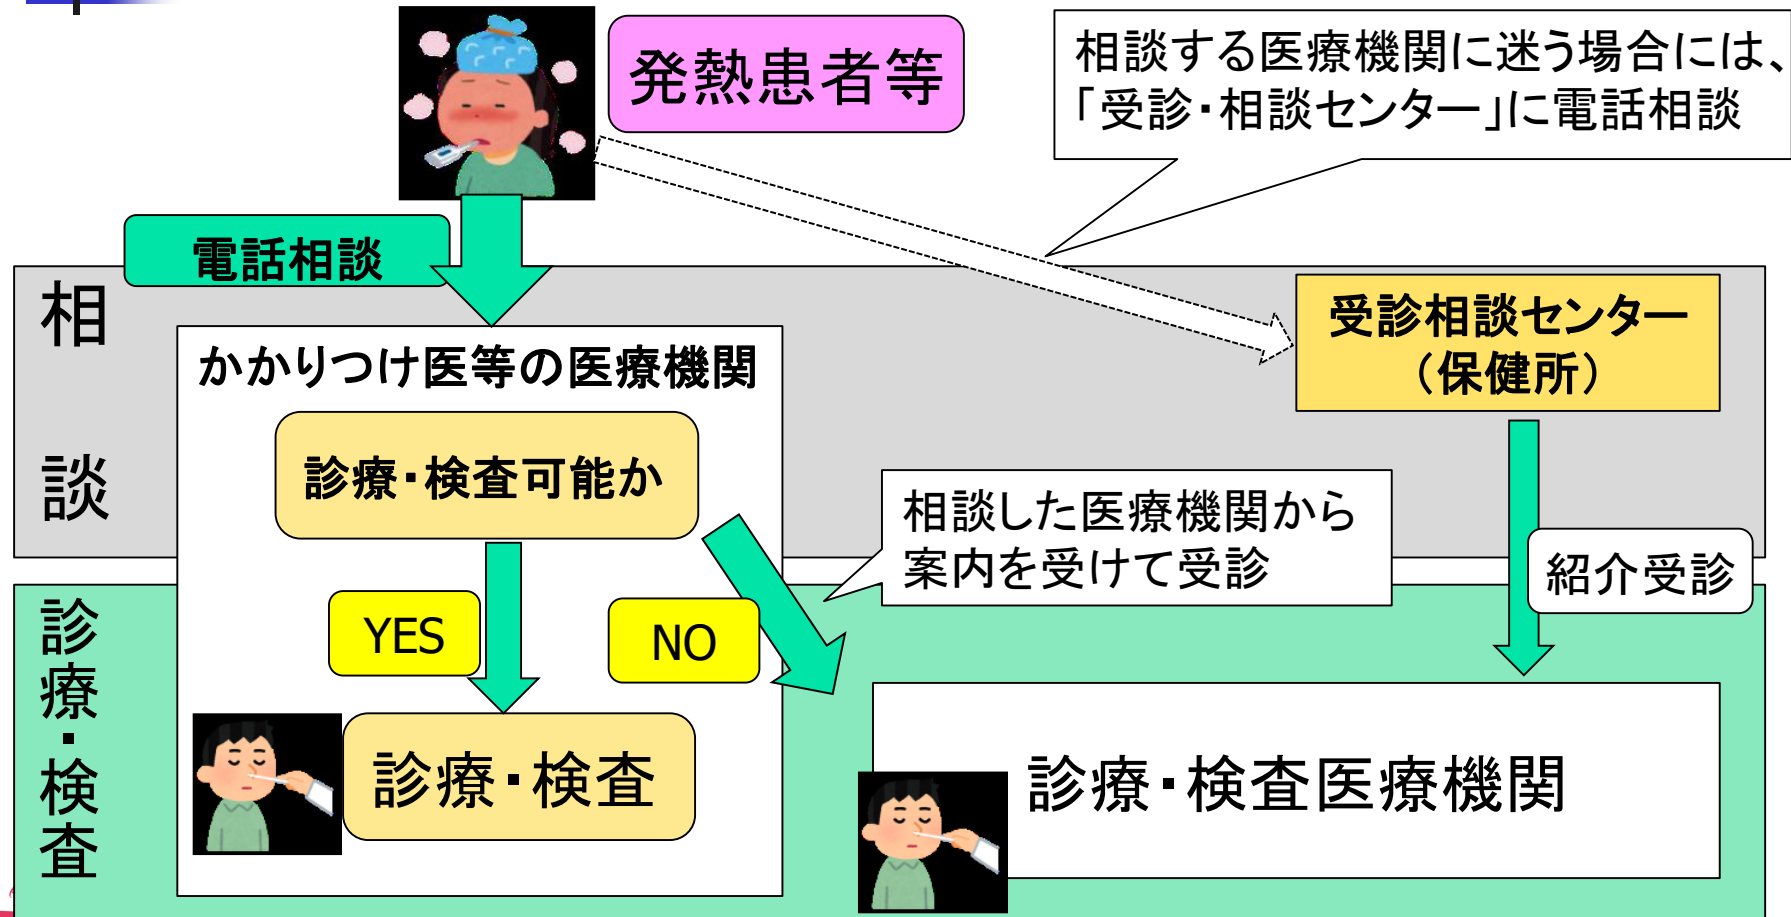 発熱患者等
相談する医療機関に迷う場合には、
「受診・相談センター」に電話相談
電話相談
相
談
かかりつけ医等の医療機関
診療・検査可能か
受診相談センター
（保健所）
相談した医療機関から
案内を受けて受診
紹介受診
YES
NO
診療・検査
診療・検査
診療・検査医療機関